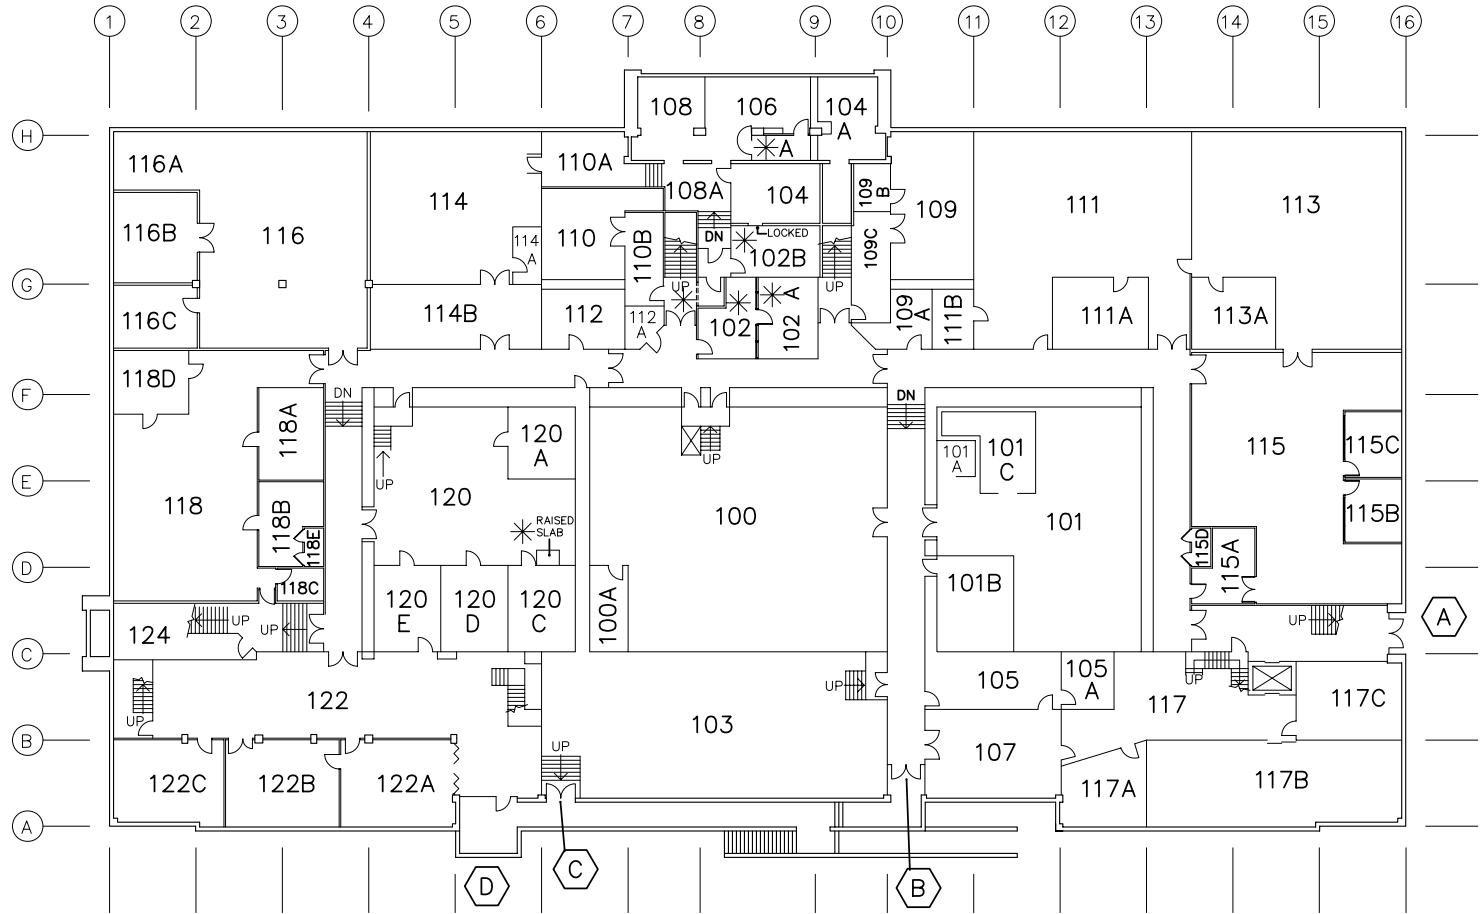 1 2 3 4 5 6 7 8 9 10 11 12 13 14 15 16
H
108 106 104
A
A
116A 110A
108A 104 109
B
114 109 111 113
116B 116 110 110B
114
A
DN
LOCKED
102B
109C
G
UP
UP
116C 114B 112 112
A
102 102 A 109
A
111B 111A 113A
118D
F
DN
DN
118A 120
A
101
A
101
C
115 115C
UP
E
UP
118 118B 120 100 101 115B
RAISED
SLAB
118E
115D
115A
D
118C
101B
120
E
120
D
120
C
100A
124
UP
UP
UP
A
C
105 105
A
UP
UP
122
UP
117 117C
B
103 107
UP
122C 122B 122A 117A 117B
A
D C B